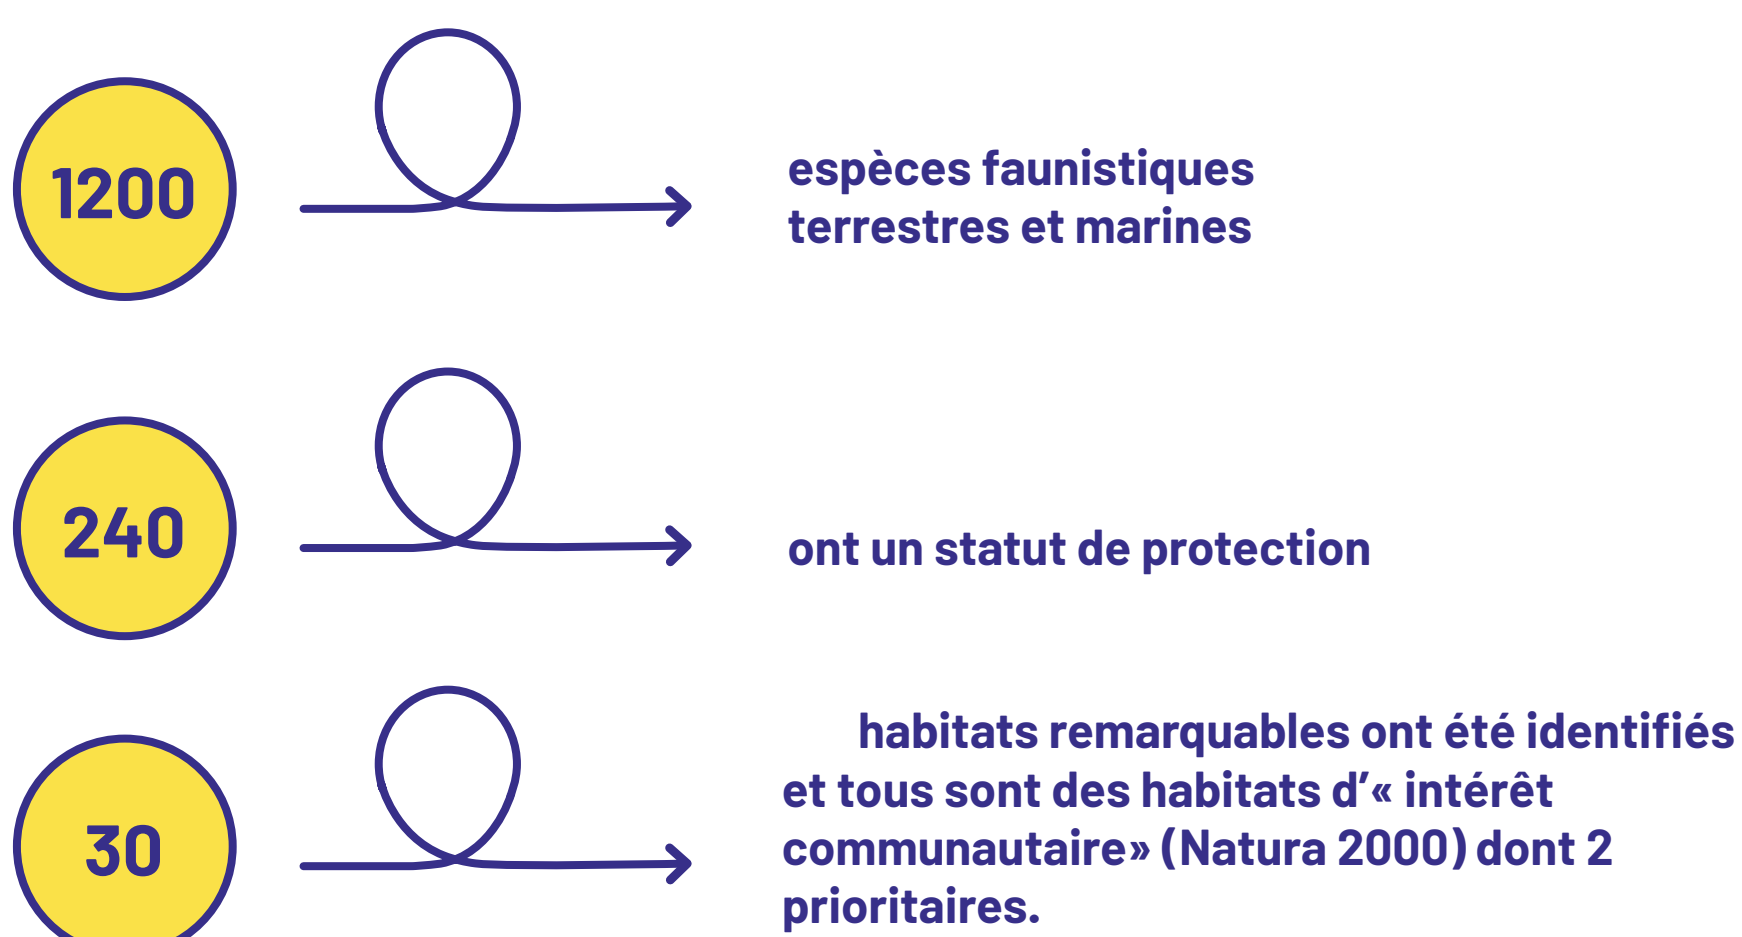 1200
espèces faunistiques
terrestres et marines
240
ont un statut de protection
30
habitats remarquables ont été identifiés
et tous sont des habitats d’« intérêt
communautaire» (Natura 2000) dont 2
prioritaires.